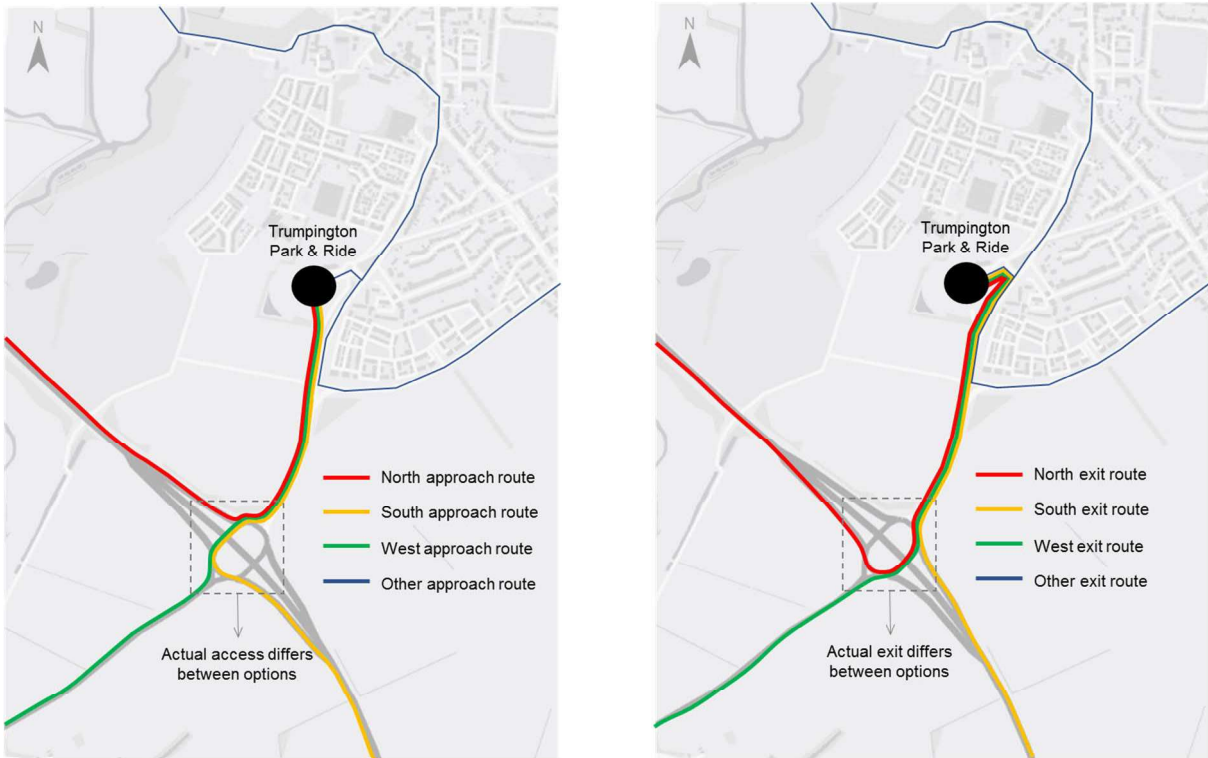 N
Trumpington
Park & Ride
North approach route
South approach route
West approach route
Other approach route
Actual access differs
between options
N
Trumpington
Park & Ride
North exit route
South exit route
West exit route
Other exit route
Actual exit differs
between options